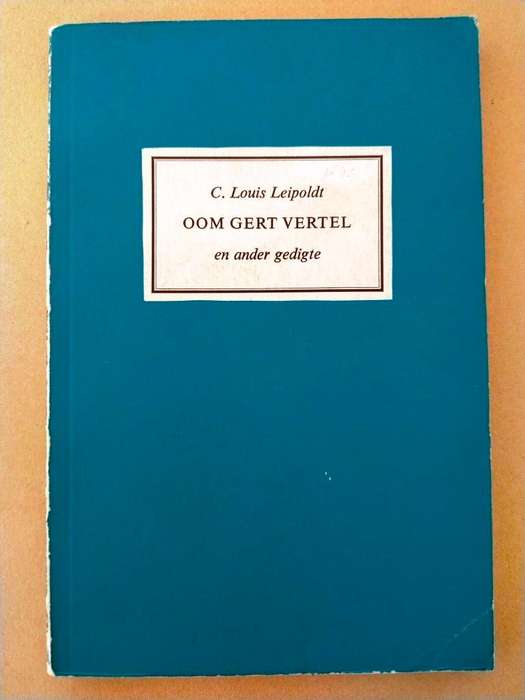 C. Louis Leipoldt
OOM GERT VERTEL
en ander gedigte